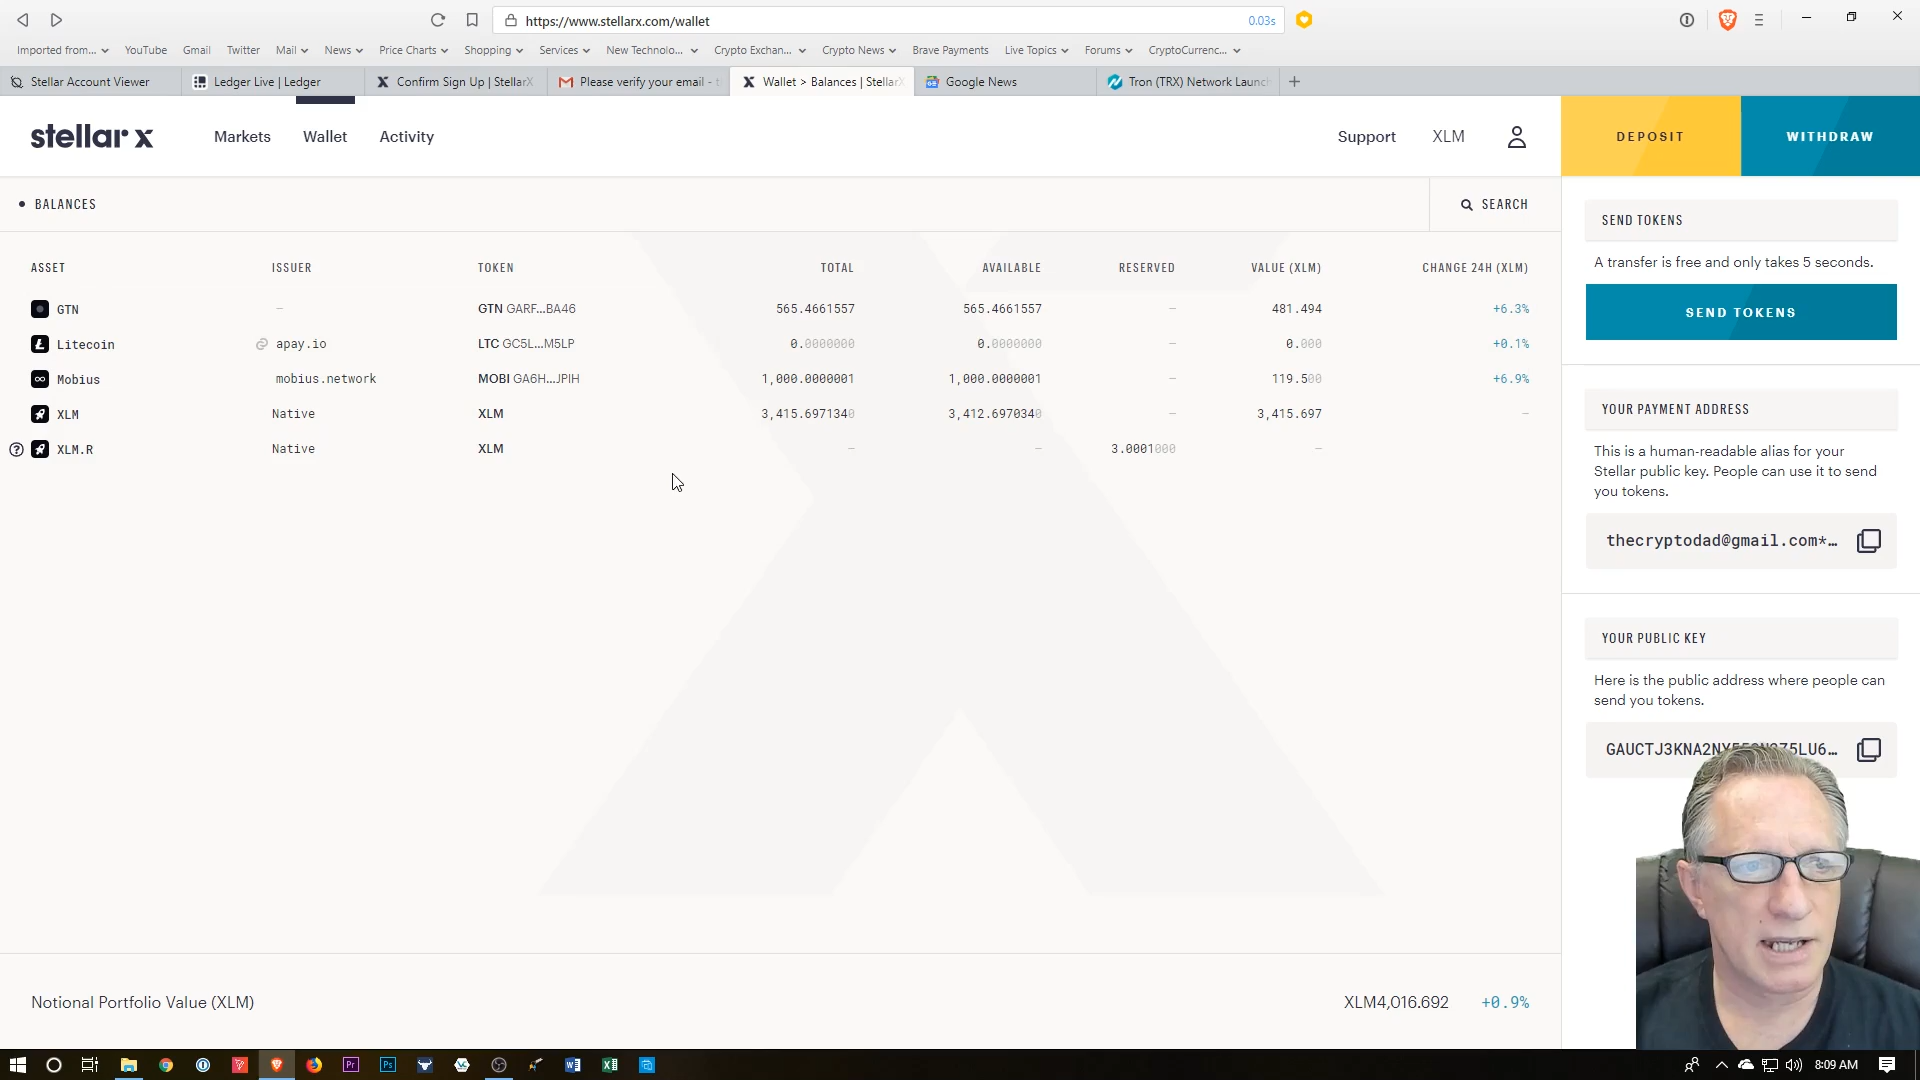 https://www.stellarx.com/wallet
0.03s
Imported from...
YouTube
Gmail
Twitter
Mail
News
Price Charts
Shopping
Services
New Technolo...
Crypto Exchan...
Crypto News
Brave Payments
Live Topics
Forums
CryptoCurrenc...
Stellar Account Viewer
Ledger Live | Ledger
Confirm Sign Up | StellarX
Please verify your email - t
Wallet > Balances | StellarX
Google News
Tron (TRX) Network Launc
stellar x
Markets
Wallet
Activity
Support
XLM
DEPOSIT
WITHDRAW
BALANCES
SEARCH
ASSET ISSUER TOKEN TOTAL AVAILABLE RESERVED VALUE (XLM) CHANGE 24H (XLM)
GTN – GTN GARF...BA46 565.4661557 565.4661557 – 481.494 +6.3%
Litecoin apay.io LTC GC5L...M5LP 0.0000000 0.0000000 – 0.000 +0.1%
Mobius mobius.network MOBI GA6H...JPIH 1,000.0000001 1,000.0000001 – 119.500 +6.9%
XLM Native XLM 3,415.6971340 3,412.6970340 – 3,415.697 –
? XLM.R Native XLM – – 3.0001000 –
SEND TOKENS
A transfer is free and only takes 5 seconds.
SEND TOKENS
YOUR PAYMENT ADDRESS
This is a human-readable alias for your
Stellar public key. People can use it to send
you tokens.
thecryptodad@gmail.com*...
YOUR PUBLIC KEY
Here is the public address where people can
send you tokens.
Notional Portfolio Value (XLM) XLM4,016.692 +0.9%
8:09 AM